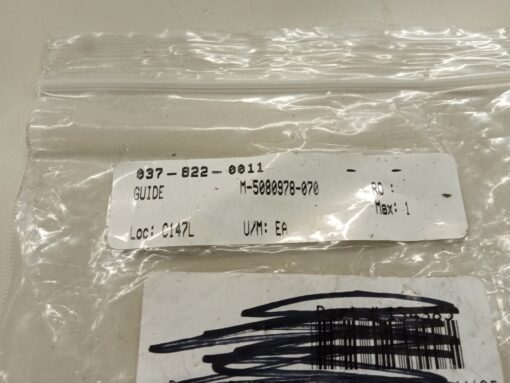 037-822-0011 - -
GUIDE M-5080978-070 RO :
Max: 1
Loc: C147L U/M: EA